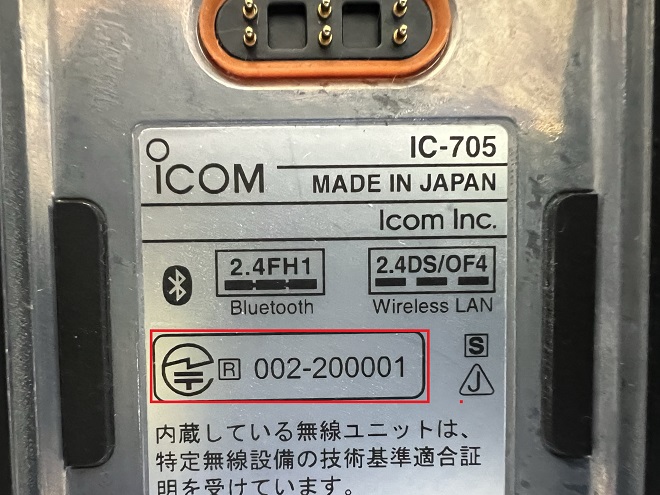 IC-705
ICOM
MADE IN JAPAN
Icom Inc.
2.4FH1 2.4DS/OF4
Bluetooth Wireless LAN
R 002-200001
S
J
内蔵している無線ユニットは、
特定無線設備の技術基準適合証
明を受けています。